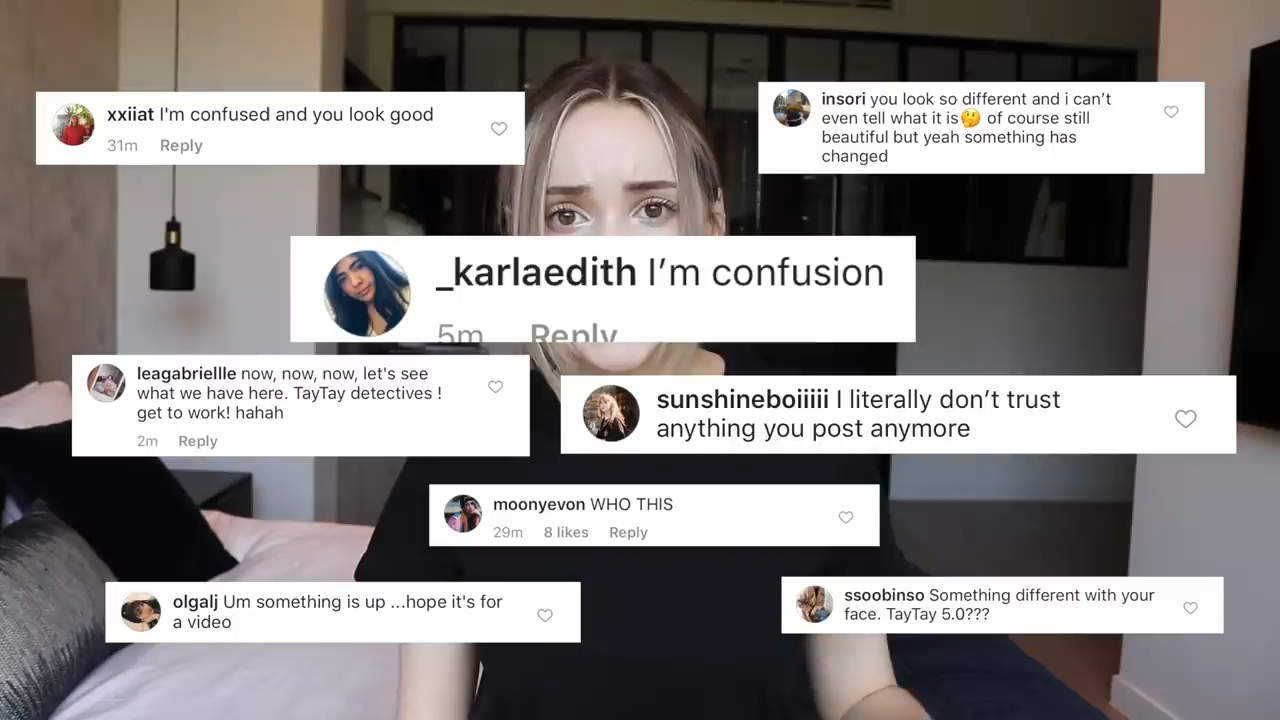 xxiiat I'm confused and you look good
31m Reply
insori you look so different and i can't
even tell what it is🤔 of course still
beautiful but yeah something has
changed
_karlaedith I'm confusion
5m Reply
leagabriellle now, now, now, let's see
what we have here. TayTay detectives !
get to work! hahah
2m Reply
sunshineboiiiii I literally don't trust
anything you post anymore
moonyevon WHO THIS
29m 8 likes Reply
olgalj Um something is up ...hope it's for
a video
ssoobinso Something different with your
face. TayTay 5.0???